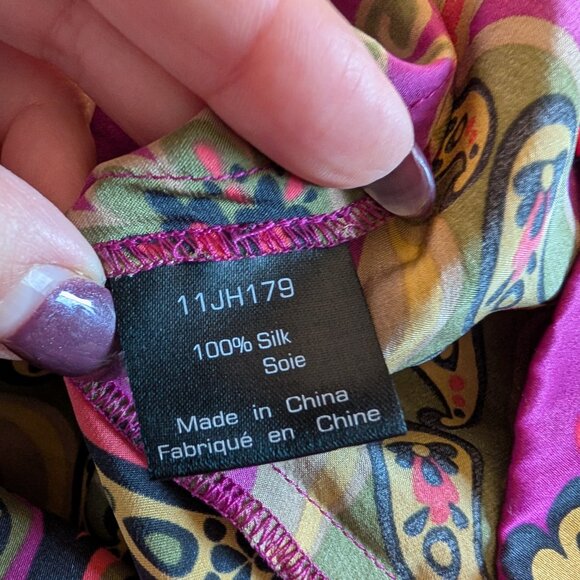 11JH179
100% Silk
Soie
Made in China
Fabriqué en Chine